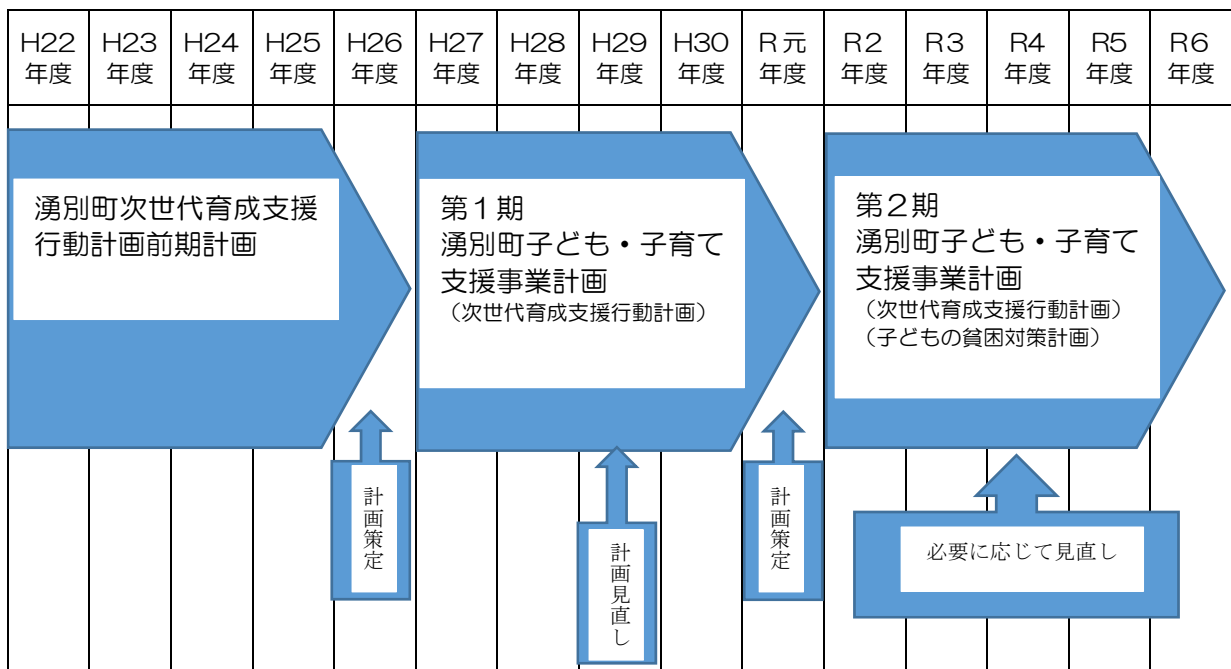 H22 H23 H24 H25 H26 H27 H28 H29 H30 R元 R2 R3 R4 R5 R6
年度 年度 年度 年度 年度 年度 年度 年度 年度 年度 年度 年度 年度 年度 年度
湧別町次世代育成支援
行動計画前期計画
第1期
湧別町子ども・子育て
支援事業計画
（次世代育成支援行動計画）
第2期
湧別町子ども・子育て
支援事業計画
（次世代育成支援行動計画）
（子どもの貧困対策計画）
計画策定
計画見直し
計画策定
必要に応じて見直し